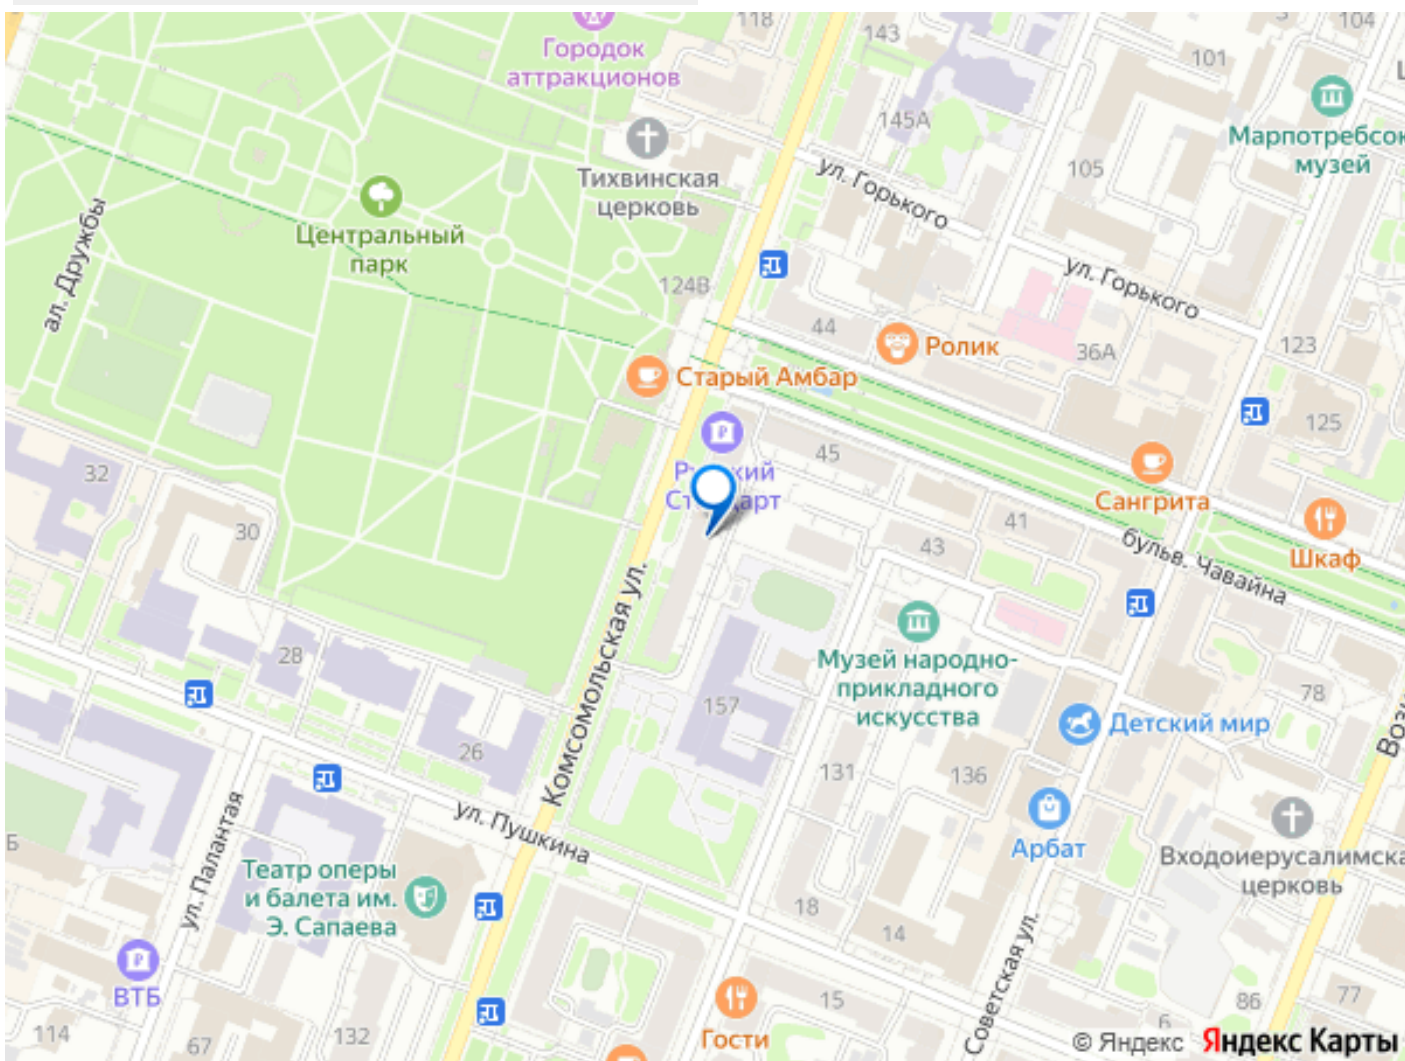 118
143
3
104
Городок
аттракционов
101
145А
Марпотребсок
музей
105
Тихвинская
церковь
ул. Горького
Центральный
парк
ал. Дружбы
124В
ул. Горького
44
Ролик
36А
123
Старый Амбар
125
45
32
Сангрита
30
41
43
Шкаф
бульв. Чавайна
Комсомольская ул.
28
Музей народно-
прикладного
искусства
78
157
Детский мир
26
131
136
ул. Пушкина
ул. Палантая
Арбат
Входоиерусалимска
церковь
Театр оперы
и балета им.
Э. Сапаева
18
14
Советская ул.
ВТБ
15
86
77
Гости
114
67
132
6
© Яндекс Яндекс Карты